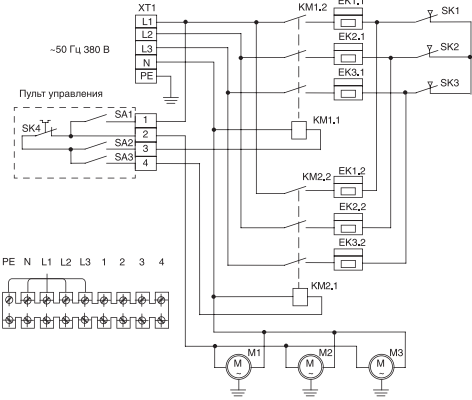 XT1
KM1.2
EK1.1
SK1
L1
L2
EK2.1
SK2
~50 Гц 380 В
L3
N
EK3.1
SK3
PE
Пульт управления
SA1
1
KM1.1
SK4
2
SA2
3
SA3
4
EK1.2
KM2.2
EK2.2
EK3.2
PE N L1 L2 L3 1 2 3 4
KM2.1
M1
M2
M3
M
~
M
~
M
~